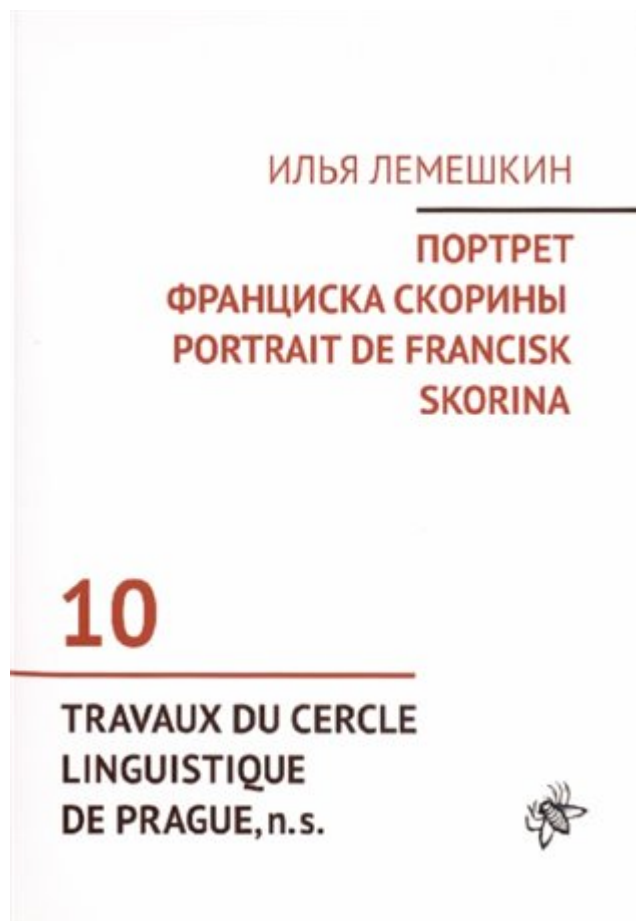 ИЛЬЯ ЛЕМЕШКИН
ПОРТРЕТ
ФРАНЦИСКА СКОРИНЫ
PORTRAIT DE FRANCISK
SKORINA
10
TRAVAUX DU CERCLE
LINGUISTIQUE
DE PRAGUE, n.s.